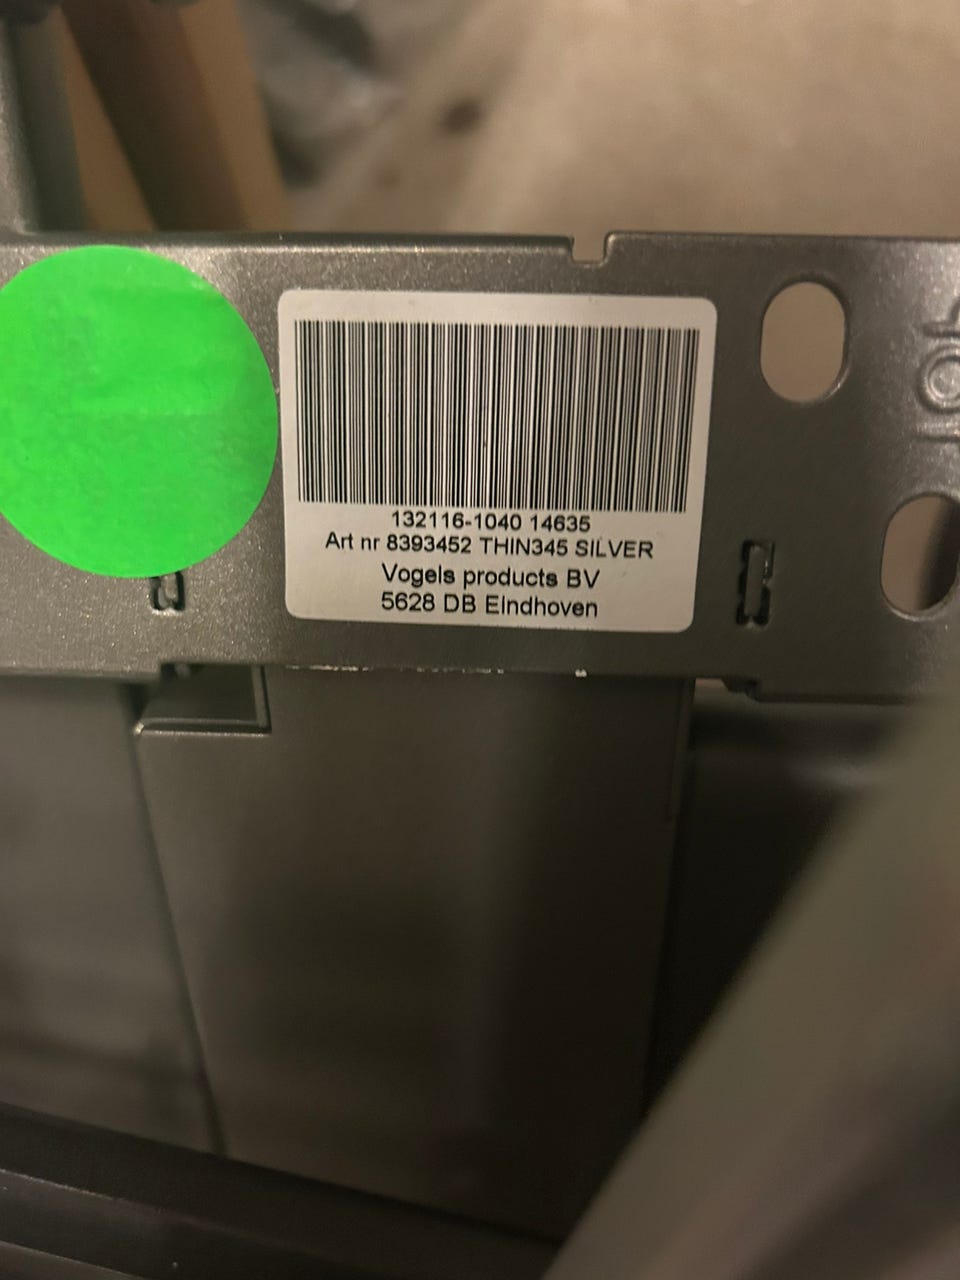 132116-1040 14635
Art nr 8393452 THIN345 SILVER
Vogels products BV
5628 DB Eindhoven